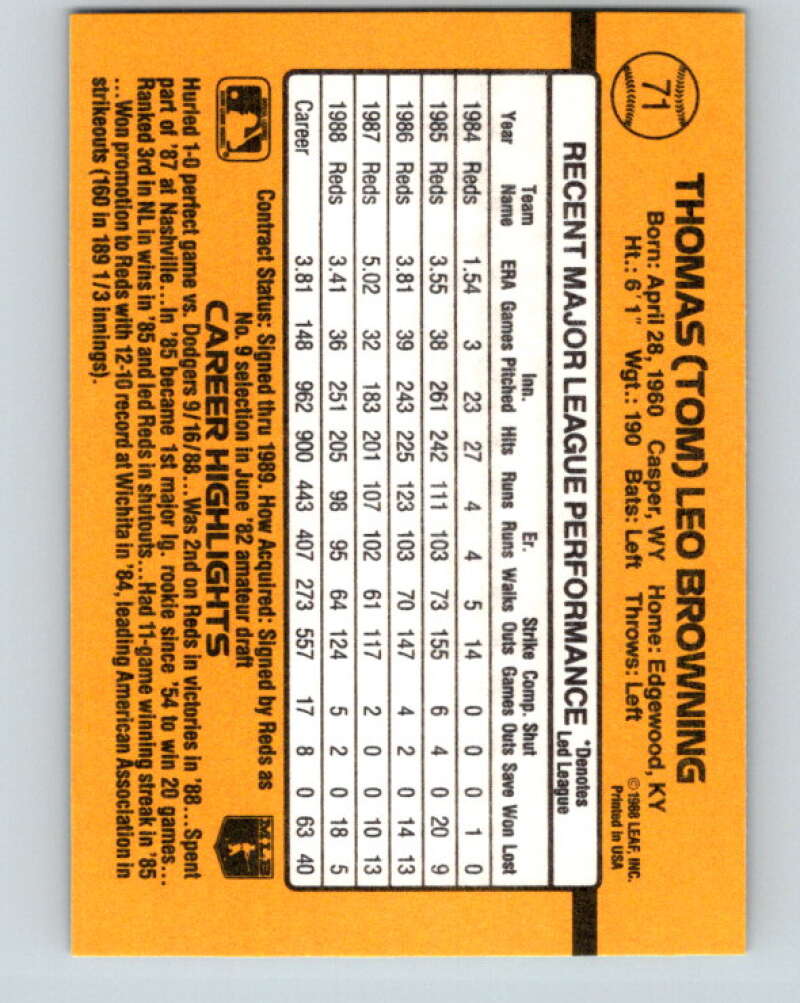 71
THOMAS (TOM) LEO BROWNING
Born: April 28, 1960 Casper, WY Home: Edgewood, KY
Ht.: 6'1" Wgt.: 190 Bats: Left Throws: Left
©1988 LEAF, INC.
Printed in USA
RECENT MAJOR LEAGUE PERFORMANCE *Denotes
Led League
Team Inn. Er. Strike Comp. Shut
Year Name ERA Games Pitched Hits Runs Runs Walks Outs Games Outs Save Won Lost
1984 Reds 1.54 3 23 27 4 4 5 14 0 0 0 1 0
1985 Reds 3.55 38 261 242 111 103 73 155 6 4 0 20 9
1986 Reds 3.81 39 243 225 123 103 70 147 4 2 0 14 13
1987 Reds 5.02 32 183 201 107 102 61 117 2 0 0 10 13
1988 Reds 3.41 36 251 205 98 95 64 124 5 2 0 18 5
Career 3.81 148 962 900 443 407 273 557 17 8 0 63 40
Contract Status: Signed thru 1989. How Acquired: Signed by Reds as
No. 9 selection in June '82 amateur draft
MLB
CAREER HIGHLIGHTS
Hurled 1-0 perfect game vs. Dodgers 9/16/88...Was 2nd on Reds in victories in '88...Spent
part of '87 at Nashville...In '85 became 1st major lg. rookie since '54 to win 20 games...
Ranked 3rd in NL in wins in '85 and led Reds in shutouts...Had 11-game winning streak in '85
...Won promotion to Reds with 12-10 record at Wichita in '84, leading American Association in
strikeouts (160 in 189 1/3 innings).